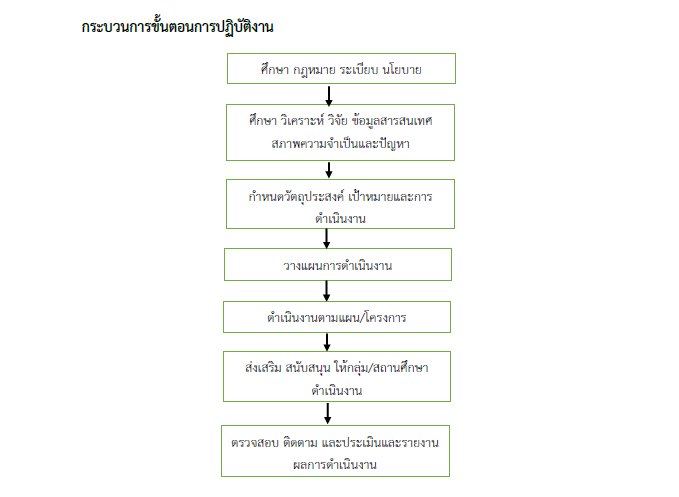 กระบวนการขั้นตอนการปฏิบัติงาน
ศึกษา กฎหมาย ระเบียบ นโยบาย
ศึกษา วิเคราะห์ วิจัย ข้อมูลสารสนเทศ
สภาพความจำเป็นและปัญหา
กำหนดวัตถุประสงค์ เป้าหมายและการ
ดำเนินงาน
วางแผนการดำเนินงาน
ดำเนินงานตามแผน/โครงการ
ส่งเสริม สนับสนุน ให้กลุ่ม/สถานศึกษา
ดำเนินงาน
ตรวจสอบ ติดตาม และประเมินและรายงาน
ผลการดำเนินงาน